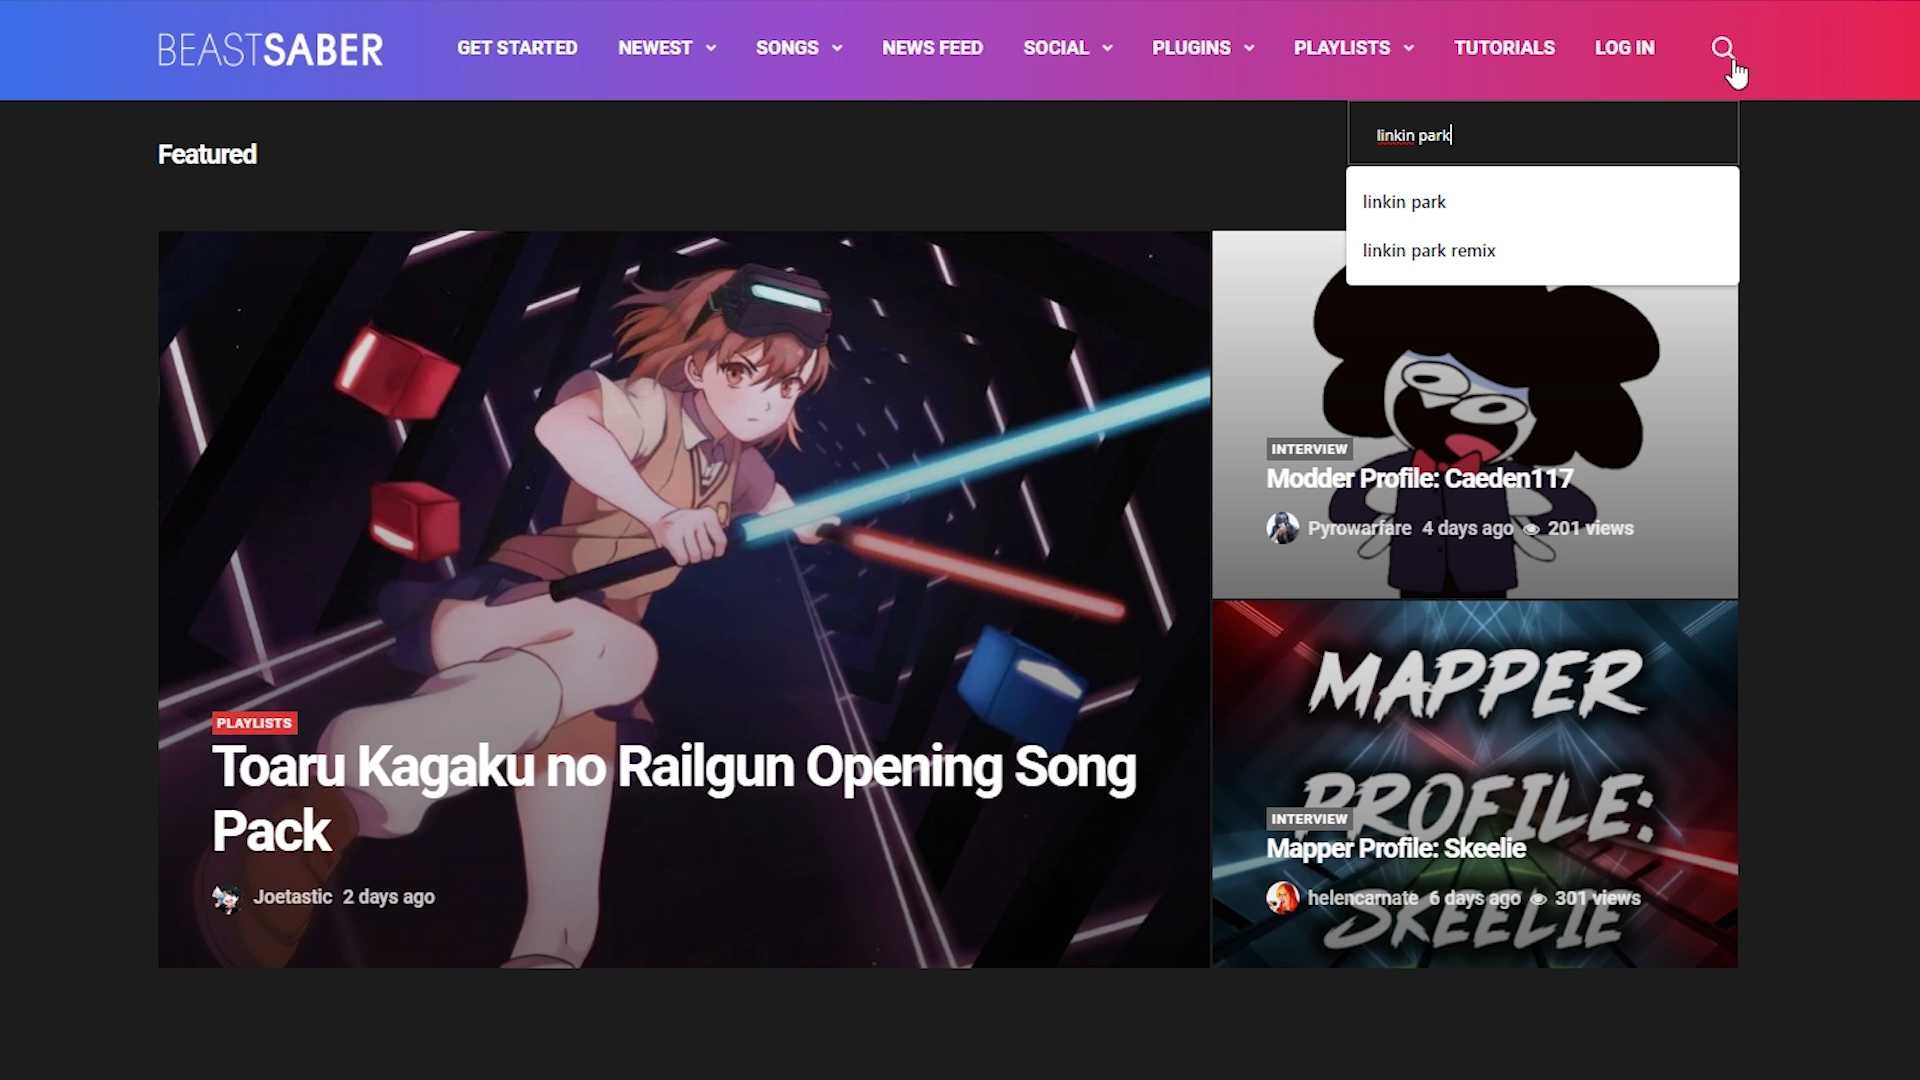 BEASTSABER
GET STARTED
NEWEST
SONGS
NEWS FEED
SOCIAL
PLUGINS
PLAYLISTS
TUTORIALS
LOG IN
linkin park
linkin park
linkin park remix
Featured
PLAYLISTS
Toaru Kagaku no Railgun Opening Song
Pack
Joetastic 2 days ago
INTERVIEW
Modder Profile: Caeden117
Pyrowarfare 4 days ago 201 views
MAPPER
PROFILE:
SKEELIE
INTERVIEW
Mapper Profile: Skeelie
helencarnate 6 days ago 301 views